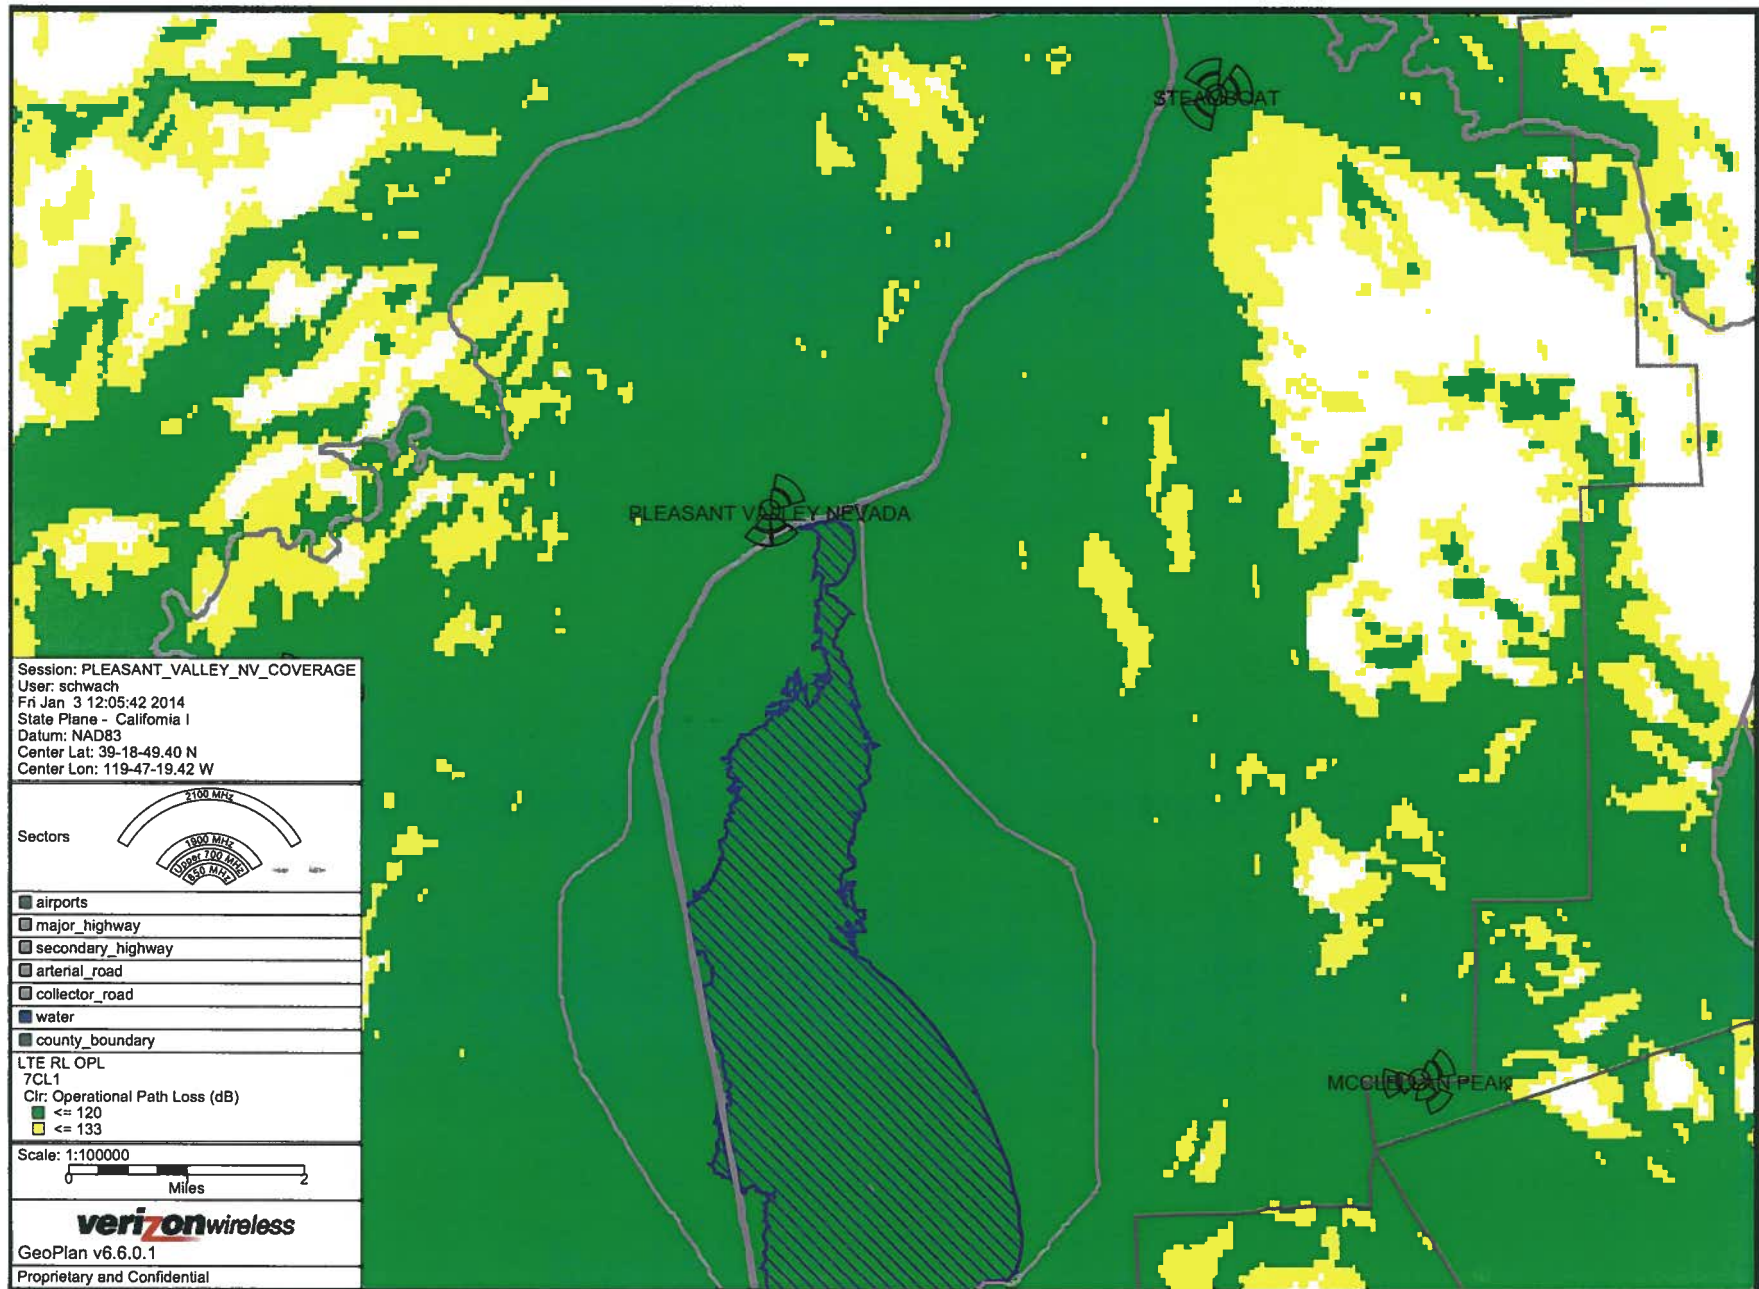 STEAMBOAT
PLEASANT VALLEY NEVADA
MCCLELLAN PEAK
Session: PLEASANT_VALLEY_NV_COVERAGE
User: schwach
Fri Jan 3 12:05:42 2014
State Plane - California I
Datum: NAD83
Center Lat: 39-18-49.40 N
Center Lon: 119-47-19.42 W
Sectors
2100 MHz
1900 MHz
Upper 700 MHz
850 MHz
airports
major_highway
secondary_highway
arterial_road
collector_road
water
county_boundary
LTE RL OPL
7CL1
Clr: Operational Path Loss (dB)
<= 120
<= 133
Scale: 1:100000
0 2
Miles
verizonwireless
GeoPlan v6.6.0.1
Proprietary and Confidential